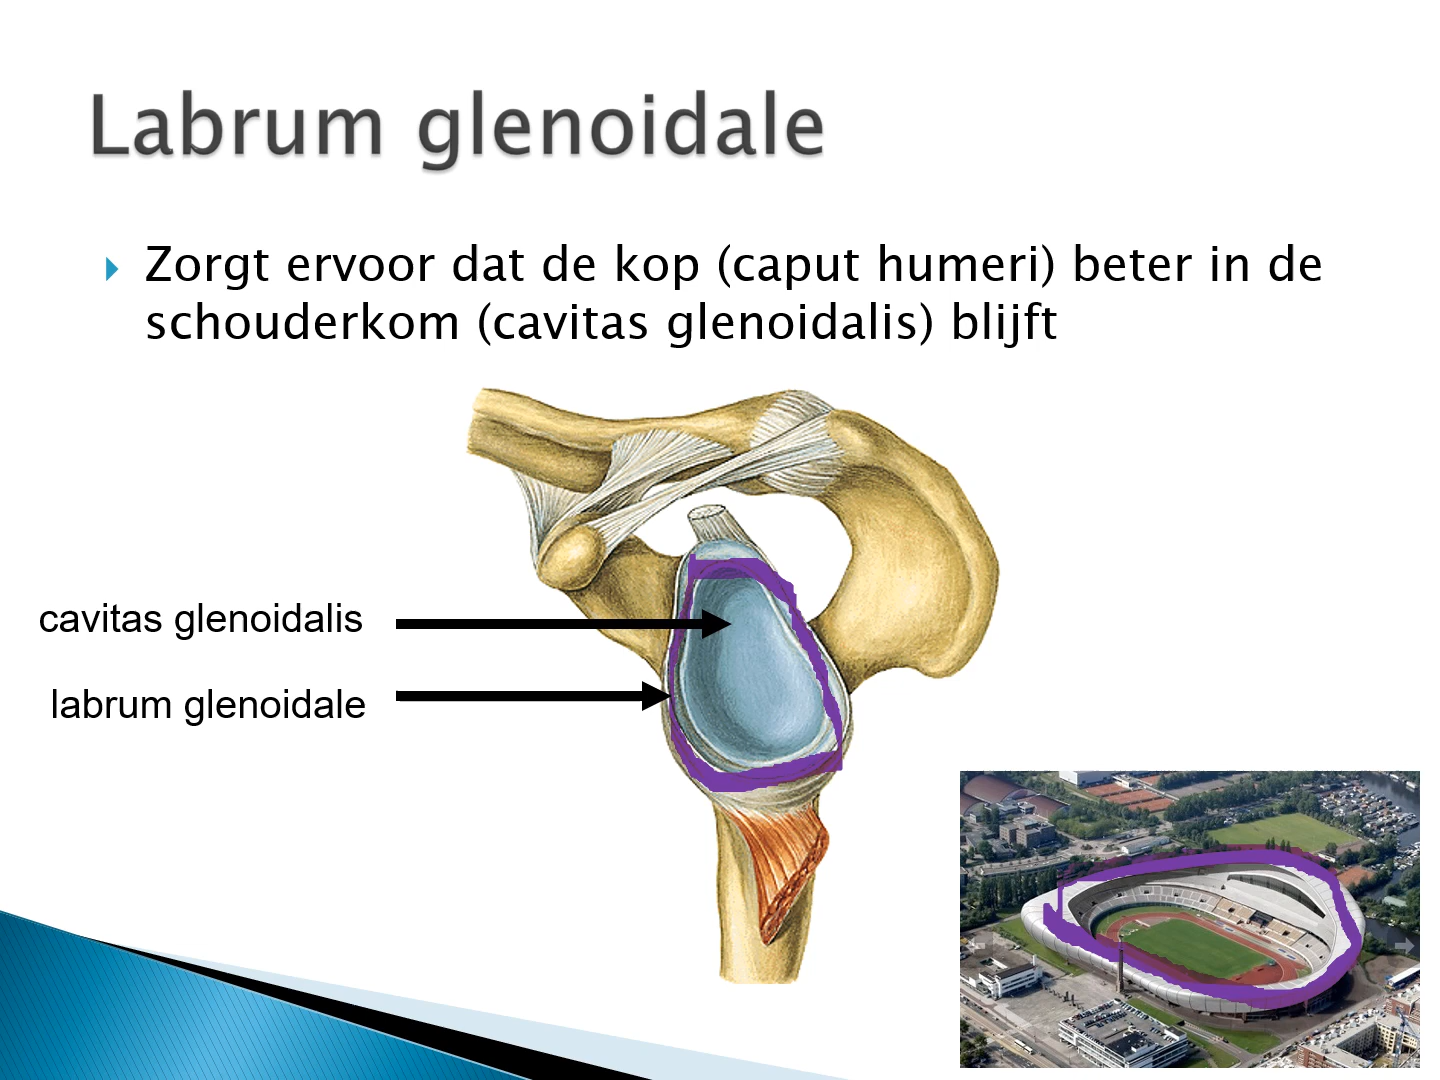 Labrum glenoidale
Zorgt ervoor dat de kop (caput humeri) beter in de
schouderkom (cavitas glenoidalis) blijft
cavitas glenoidalis
labrum glenoidale